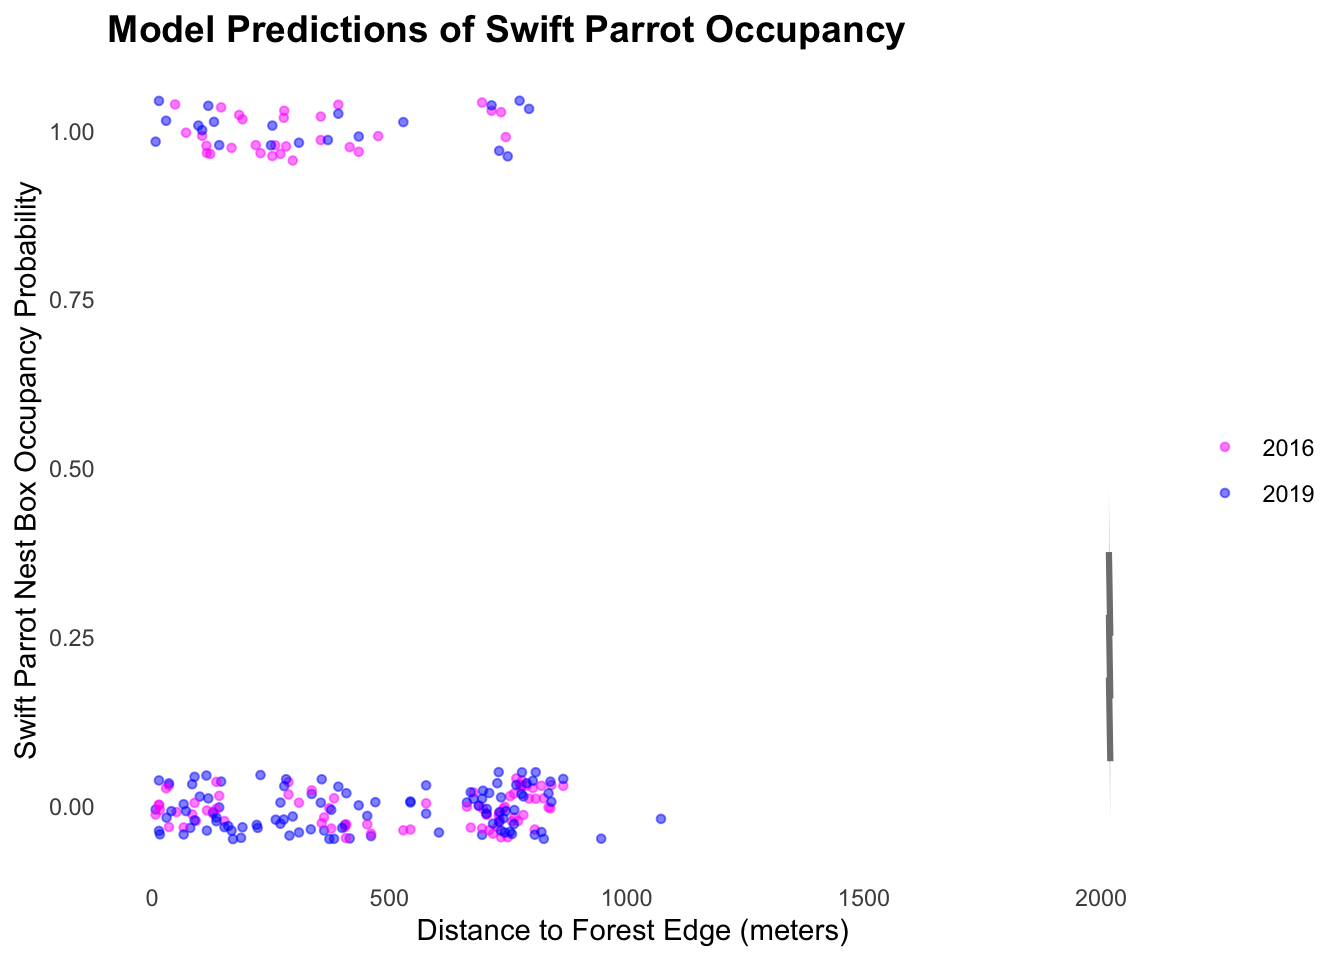 Model Predictions of Swift Parrot Occupancy
Swift Parrot Nest Box Occupancy Probability
1.00
0.75
0.50
0.25
0.00
0 500 1000 1500 2000
Distance to Forest Edge (meters)
2016
2019